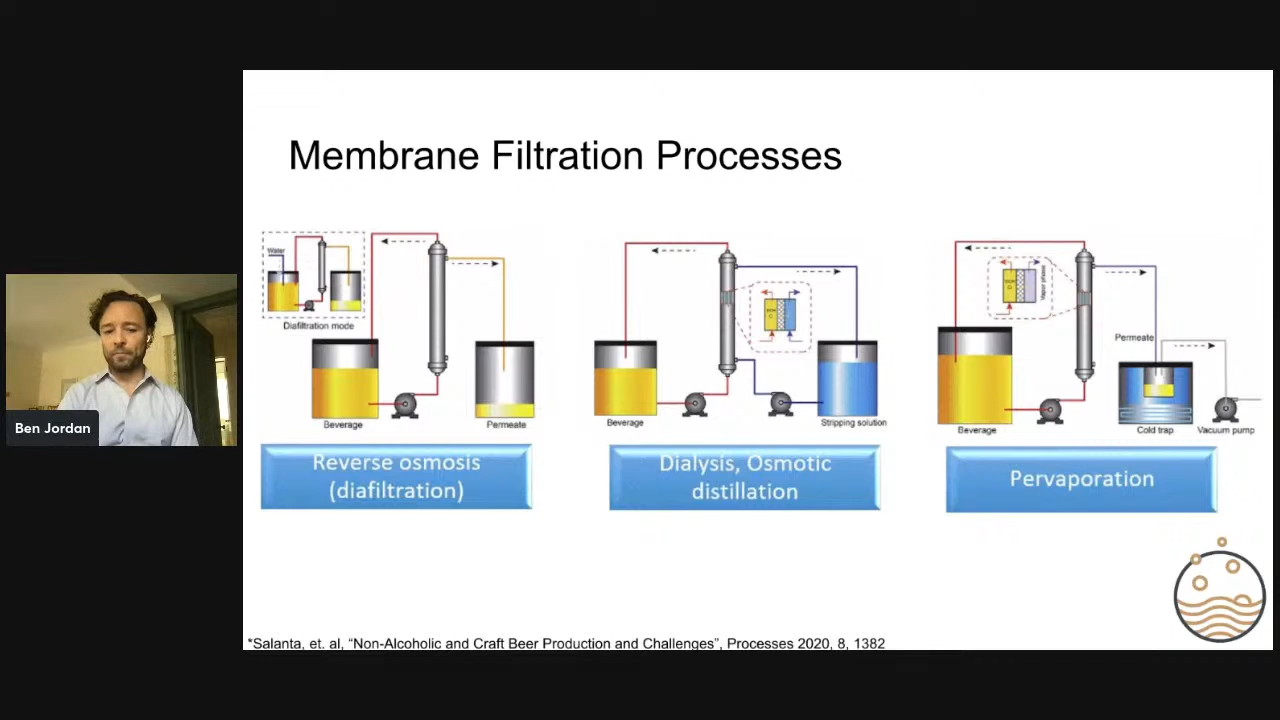 Membrane Filtration Processes
Water
Diafiltration mode
Beverage
Permeate
Reverse osmosis
(diafiltration)
Beverage
Stripping solution
Dialysis, Osmotic
distillation
Vapor phase
Permeate
Beverage
Cold trap
Vacuum pump
Pervaporation
Ben Jordan
*Salanta, et. al, “Non-Alcoholic and Craft Beer Production and Challenges”, Processes 2020, 8, 1382